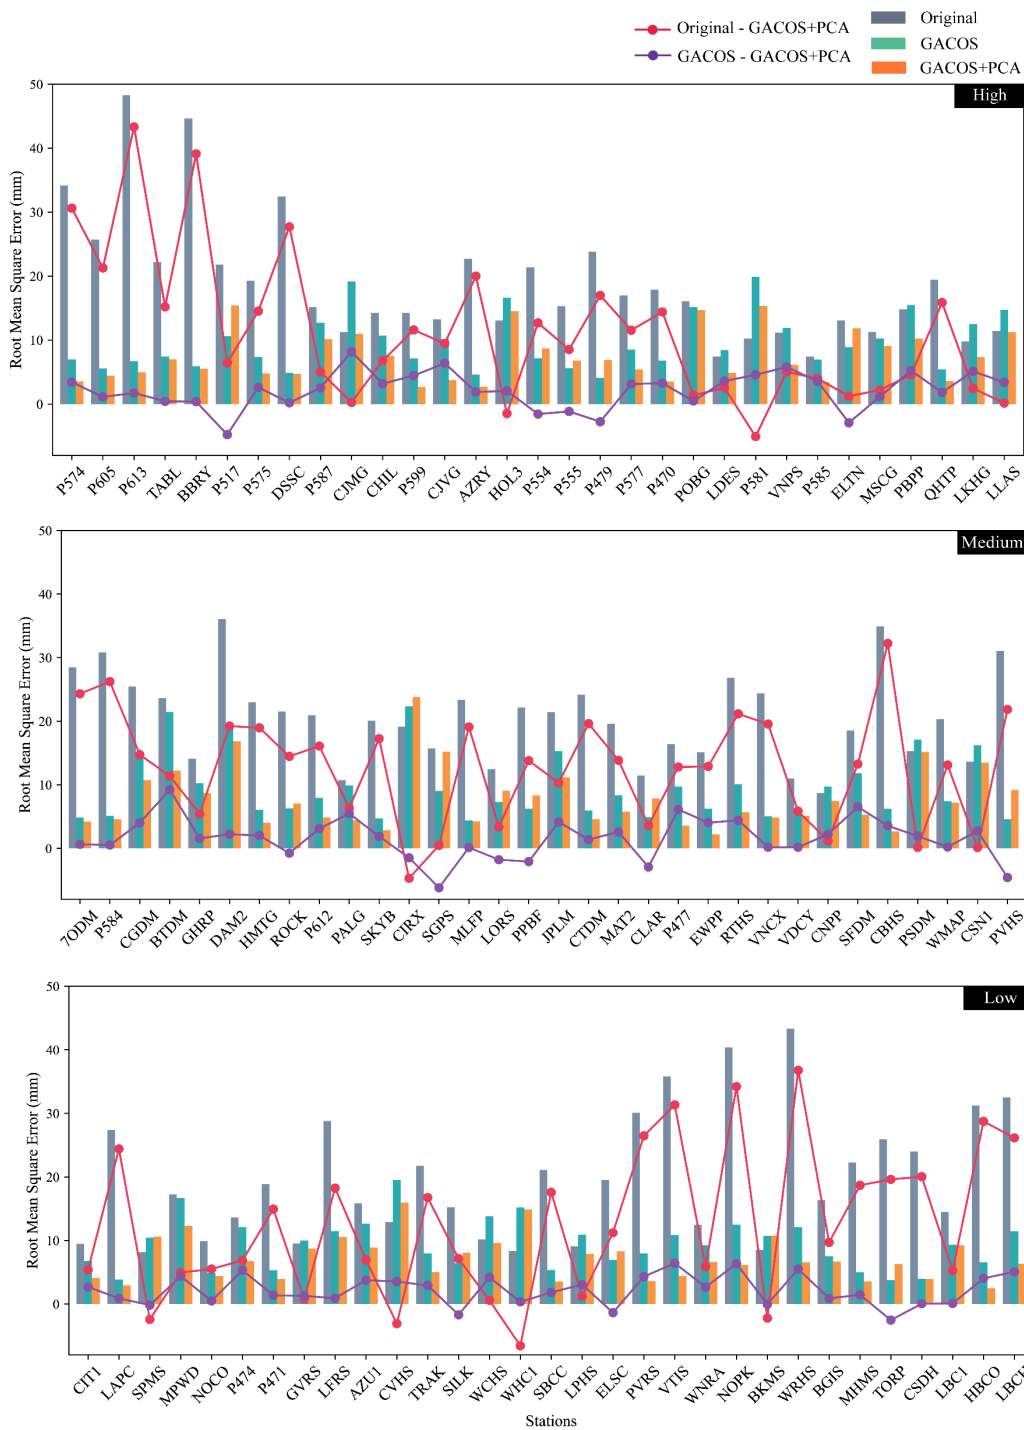 Original - GACOS+PCA
GACOS - GACOS+PCA
Original
GACOS
GACOS+PCA
High
Root Mean Square Error (mm)
50
40
30
20
10
0
P574 P605 P613 TABL BBRY P517 P575 DSSC P587 CJMG CHIL P599 CJVG AZRY HOL3 P554 P555 P479 P577 P470 POBG LDES P581 VNPS P585 ELTN MSCG PBPP QHTP LKHG LLAS
Medium
Root Mean Square Error (mm)
50
40
30
20
10
0
7ODM P584 CGDM BTDM GHRP DAM2 HMTG ROCK P612 PALG SKYB CIRX SGPS MLFP LORS PPBF JPLM CTDM MAT2 CLAR P477 EWPP RTHS VNCX VDCY CNPP SFDM CBHS PSDM WMAP CSN1 PVHS
Low
Root Mean Square Error (mm)
50
40
30
20
10
0
CIT1 LAPC SPMS MPWD NOCO P474 P471 GVRS LFRS AZU1 CVHS TRAK SILK WCHS WHC1 SBCC LPHS ELSC PVRS VTIS WNRA NOPK BKMS WRHS BGIS MHMS TORP CSDH LBC1 HBCO
Stations